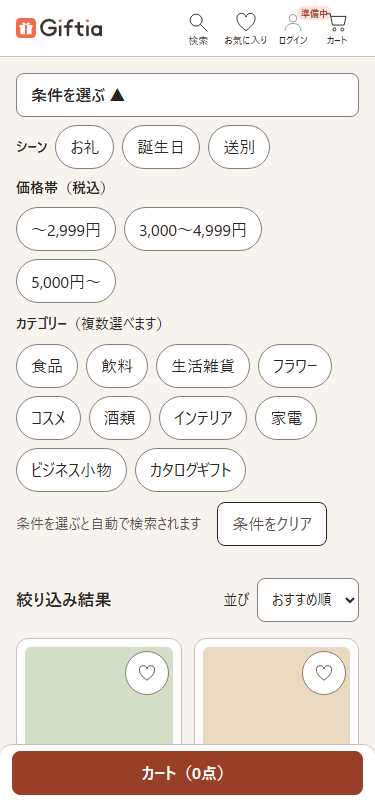 Giftia
検索
お気に入り
ログイン
準備中
カート
条件を選ぶ ▲
シーン
お礼
誕生日
送別
価格帯（税込）
～2,999円
3,000～4,999円
5,000円～
カテゴリー（複数選べます）
食品
飲料
生活雑貨
フラワー
コスメ
酒類
インテリア
家電
ビジネス小物
カタログギフト
条件を選ぶと自動で検索されます
条件をクリア
絞り込み結果
並び
おすすめ順
カート（0点）